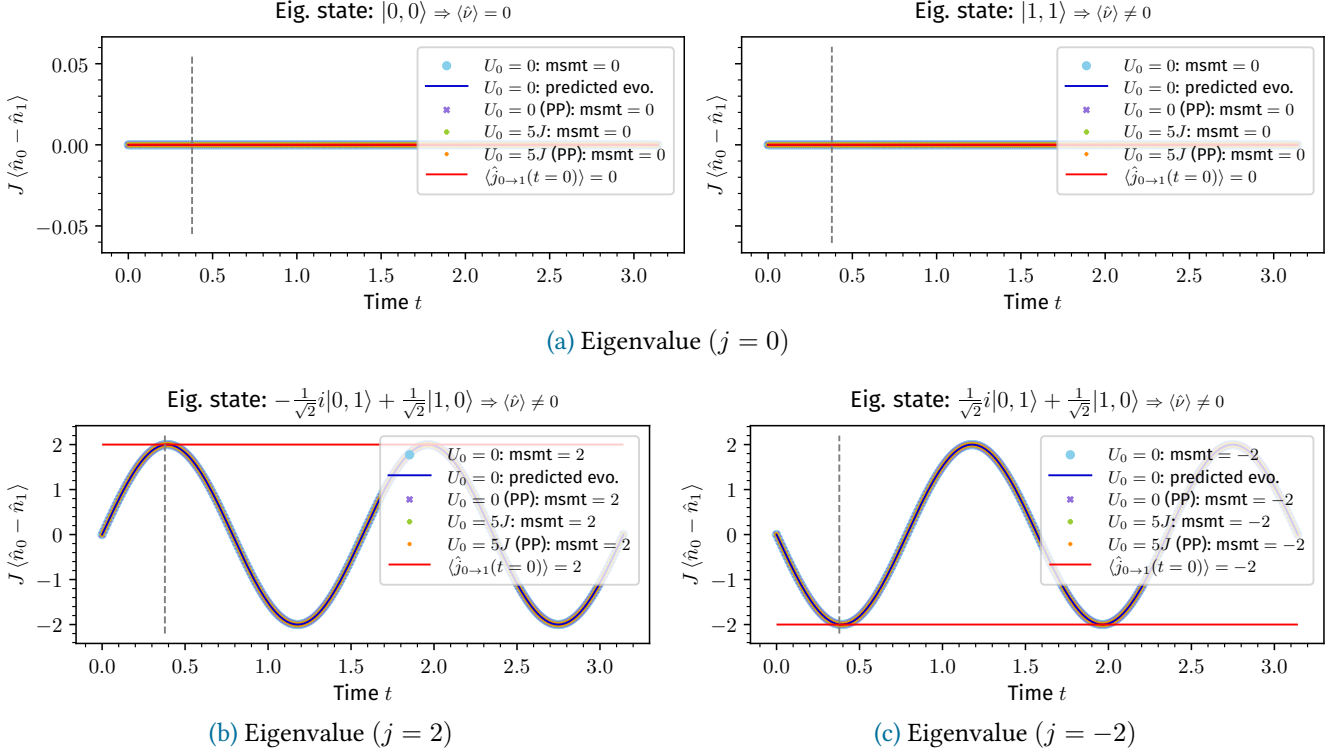 Eig. state: |0, 0⟩ ⇒ ⟨ν̂⟩ = 0
J ⟨n̂₀ − n̂₁⟩
0.05
0.00
−0.05
U₀ = 0: msmt = 0
U₀ = 0: predicted evo.
U₀ = 0 (PP): msmt = 0
U₀ = 5J: msmt = 0
U₀ = 5J (PP): msmt = 0
⟨ĵ₀→₁(t = 0)⟩ = 0
0.0 0.5 1.0 1.5 2.0 2.5 3.0
Time t
Eig. state: |1, 1⟩ ⇒ ⟨ν̂⟩ ≠ 0
J ⟨n̂₀ − n̂₁⟩
U₀ = 0: msmt = 0
U₀ = 0: predicted evo.
U₀ = 0 (PP): msmt = 0
U₀ = 5J: msmt = 0
U₀ = 5J (PP): msmt = 0
⟨ĵ₀→₁(t = 0)⟩ = 0
0.0 0.5 1.0 1.5 2.0 2.5 3.0
Time t
(a) Eigenvalue (j = 0)
Eig. state: −1/√2 i|0, 1⟩ + 1/√2 |1, 0⟩ ⇒ ⟨ν̂⟩ ≠ 0
J ⟨n̂₀ − n̂₁⟩
2
1
0
−1
−2
U₀ = 0: msmt = 2
U₀ = 0: predicted evo.
U₀ = 0 (PP): msmt = 2
U₀ = 5J: msmt = 2
U₀ = 5J (PP): msmt = 2
⟨ĵ₀→₁(t = 0)⟩ = 2
0.0 0.5 1.0 1.5 2.0 2.5 3.0
Time t
(b) Eigenvalue (j = 2)
Eig. state: 1/√2 i|0, 1⟩ + 1/√2 |1, 0⟩ ⇒ ⟨ν̂⟩ ≠ 0
J ⟨n̂₀ − n̂₁⟩
2
1
0
−1
−2
U₀ = 0: msmt = −2
U₀ = 0: predicted evo.
U₀ = 0 (PP): msmt = −2
U₀ = 5J: msmt = −2
U₀ = 5J (PP): msmt = −2
⟨ĵ₀→₁(t = 0)⟩ = −2
0.0 0.5 1.0 1.5 2.0 2.5 3.0
Time t
(c) Eigenvalue (j = −2)